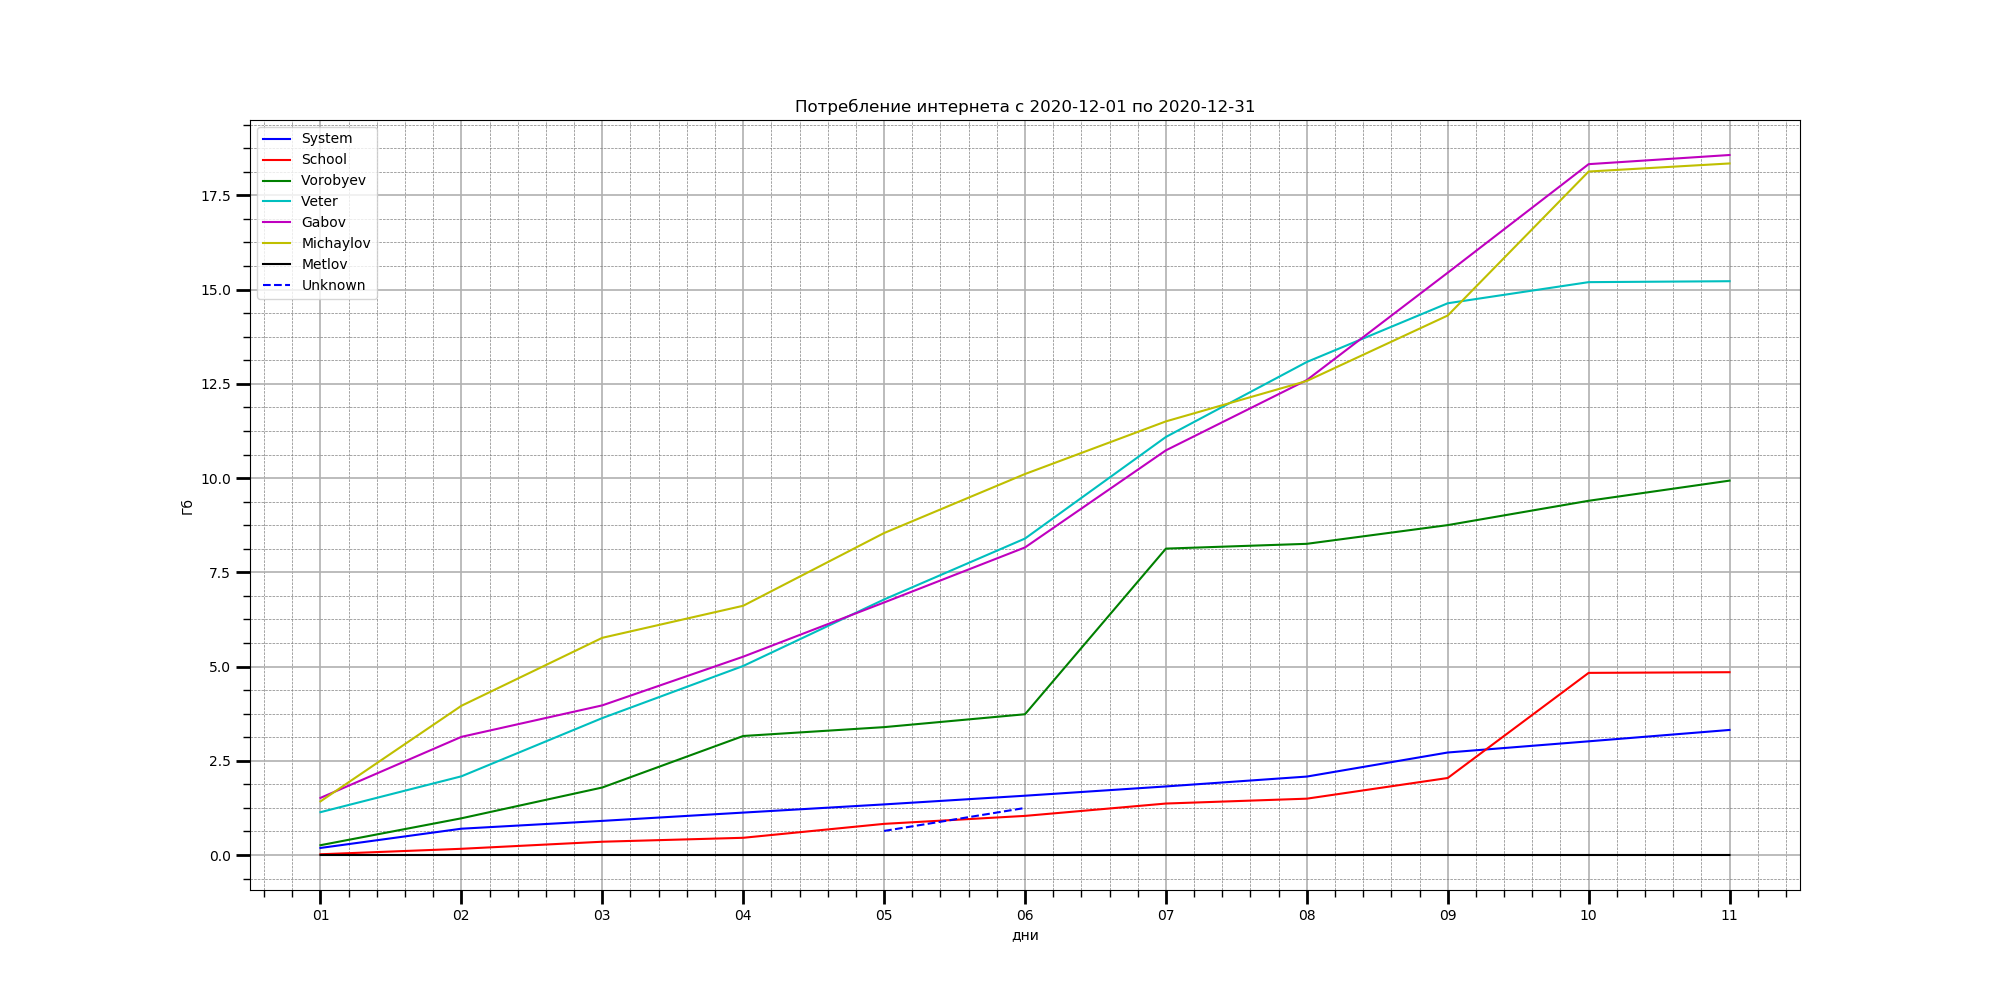 Потребление интернета с 2020-12-01 по 2020-12-31
System
School
Vorobyev
Veter
Gabov
Michaylov
Metlov
Unknown
17.5
15.0
12.5
10.0
7.5
5.0
2.5
0.0
Гб
01 02 03 04 05 06 07 08 09 10 11
дни